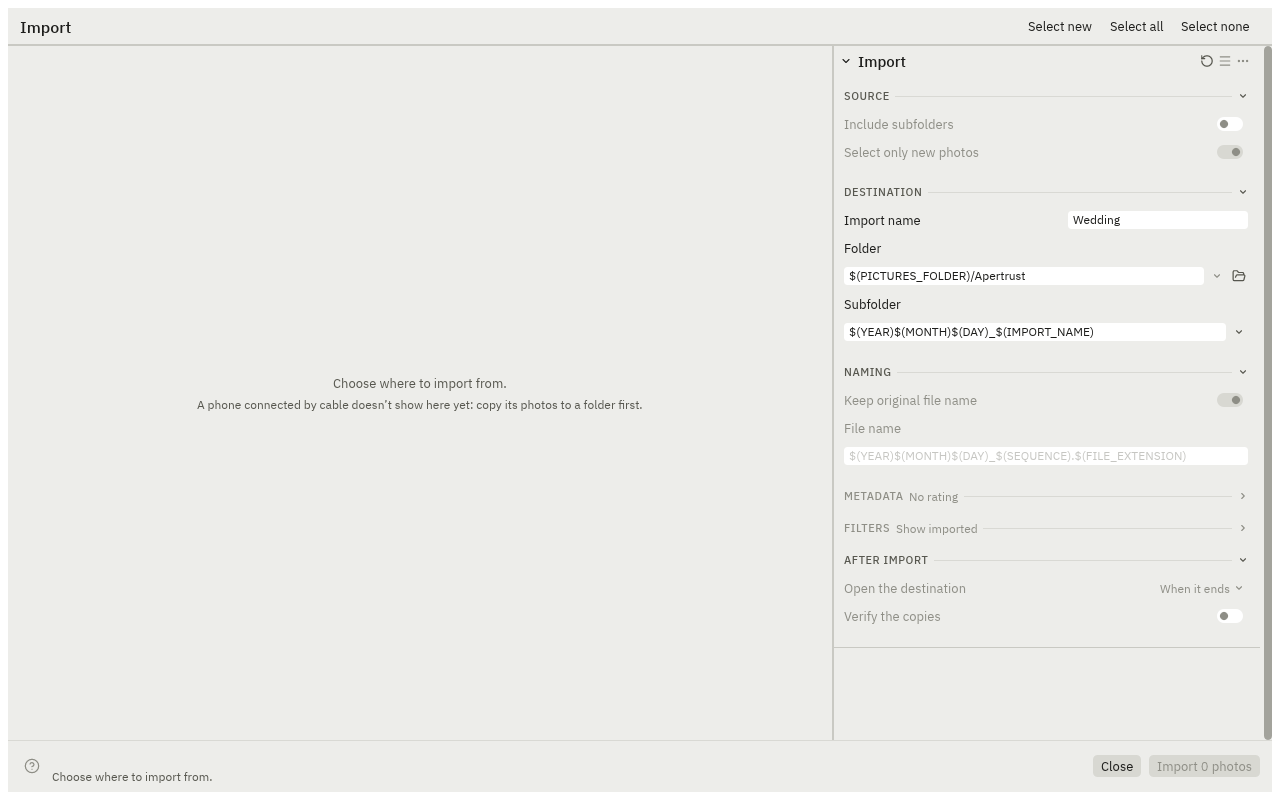 Import
Select new
Select all
Select none
Import
SOURCE
Include subfolders
Select only new photos
DESTINATION
Import name
Wedding
Folder
$(PICTURES_FOLDER)/Apertrust
Subfolder
$(YEAR)$(MONTH)$(DAY)_$(IMPORT_NAME)
NAMING
Keep original file name
File name
$(YEAR)$(MONTH)$(DAY)_$(SEQUENCE).$(FILE_EXTENSION)
METADATA No rating
FILTERS Show imported
AFTER IMPORT
Open the destination
When it ends
Verify the copies
Choose where to import from.
A phone connected by cable doesn't show here yet: copy its photos to a folder first.
Choose where to import from.
Close
Import 0 photos